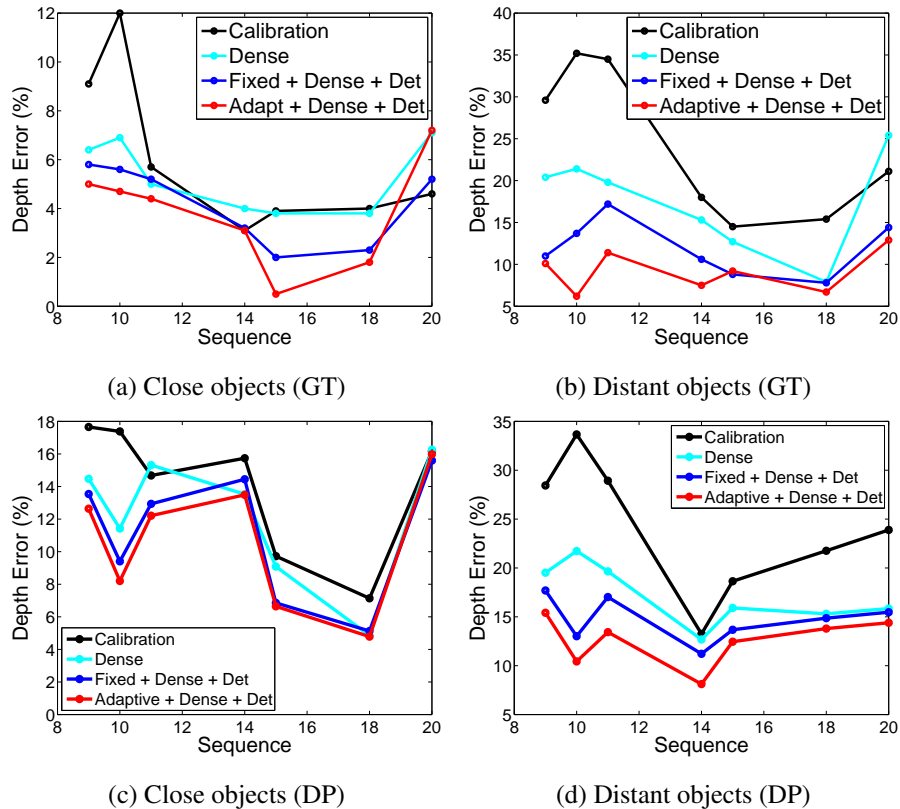 12
10
8
6
4
2
0
Depth Error (%)
Calibration
Dense
Fixed + Dense + Det
Adapt + Dense + Det
8 10 12 14 16 18 20
Sequence
(a) Close objects (GT)
40
35
30
25
20
15
10
5
Depth Error (%)
Calibration
Dense
Fixed + Dense + Det
Adaptive + Dense + Det
8 10 12 14 16 18 20
Sequence
(b) Distant objects (GT)
18
16
14
12
10
8
6
4
2
0
Depth Error (%)
Calibration
Dense
Fixed + Dense + Det
Adaptive + Dense + Det
8 10 12 14 16 18 20
Sequence
(c) Close objects (DP)
35
30
25
20
15
10
5
Depth Error (%)
Calibration
Dense
Fixed + Dense + Det
Adaptive + Dense + Det
8 10 12 14 16 18 20
Sequence
(d) Distant objects (DP)